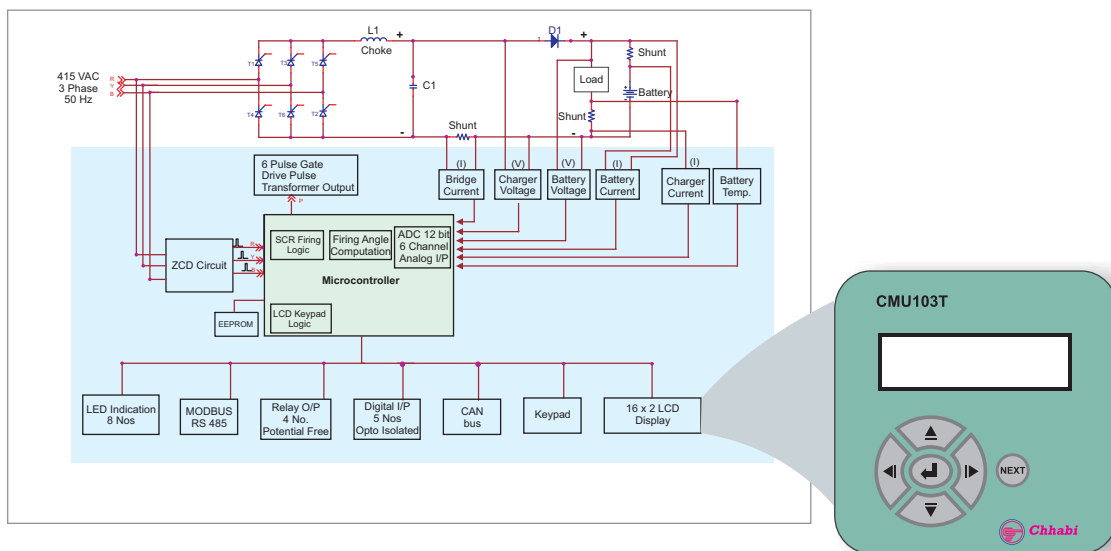 L1
Choke
+
D1
1
+
+
T1
T3
T5
Shunt
415 VAC
3 Phase
50 Hz
R
Y
B
C1
Load
Battery
+
-
T4
T6
T2
Shunt
-
Shunt
-
6 Pulse Gate
Drive Pulse
Transformer Output
P
(I)
Bridge
Current
(V)
Charger
Voltage
(V)
Battery
Voltage
(I)
Battery
Current
(I)
Charger
Current
Battery
Temp.
SCR Firing
Logic
Firing Angle
Computation
ADC 12 bit
6 Channel
Analog I/P
ZCD Circuit
R
Y
B
Microcontroller
EEPROM
LCD Keypad
Logic
LED Indication
8 Nos
MODBUS
RS 485
Relay O/P
4 No.
Potential Free
Digital I/P
5 Nos
Opto Isolated
CAN
bus
Keypad
16 x 2 LCD
Display
CMU103T
NEXT
Chhabi